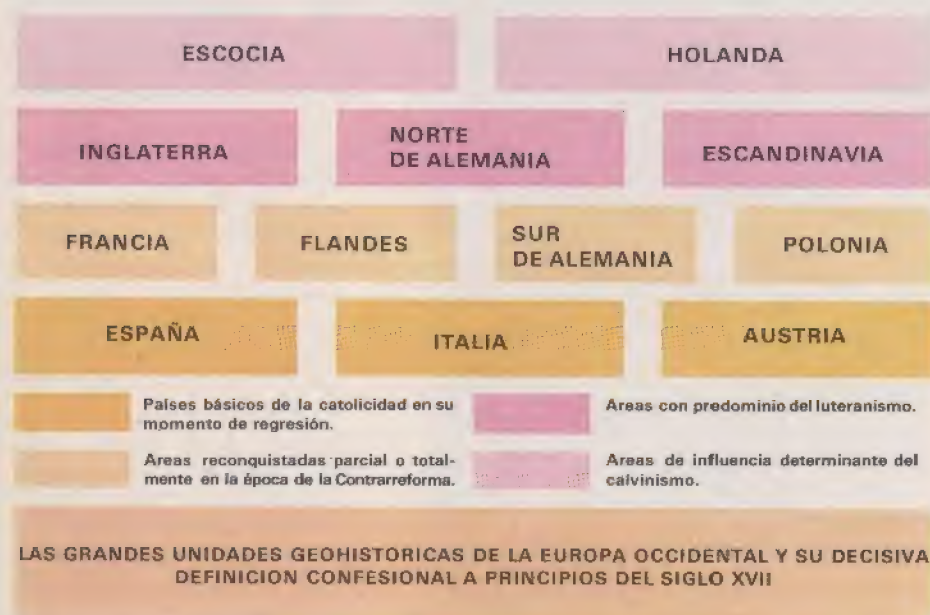 ESCOCIA
HOLANDA
INGLATERRA
NORTE
DE ALEMANIA
ESCANDINAVIA
FRANCIA
FLANDES
SUR
DE ALEMANIA
POLONIA
ESPAÑA
ITALIA
AUSTRIA
Países básicos de la catolicidad en su
momento de regresión.
Areas con predominio del luteranismo.
Areas reconquistadas parcial o total-
mente en la época de la Contrarreforma.
Areas de influencia determinante del
calvinismo.
LAS GRANDES UNIDADES GEOHISTORICAS DE LA EUROPA OCCIDENTAL Y SU DECISIVA
DEFINICION CONFESIONAL A PRINCIPIOS DEL SIGLO XVII